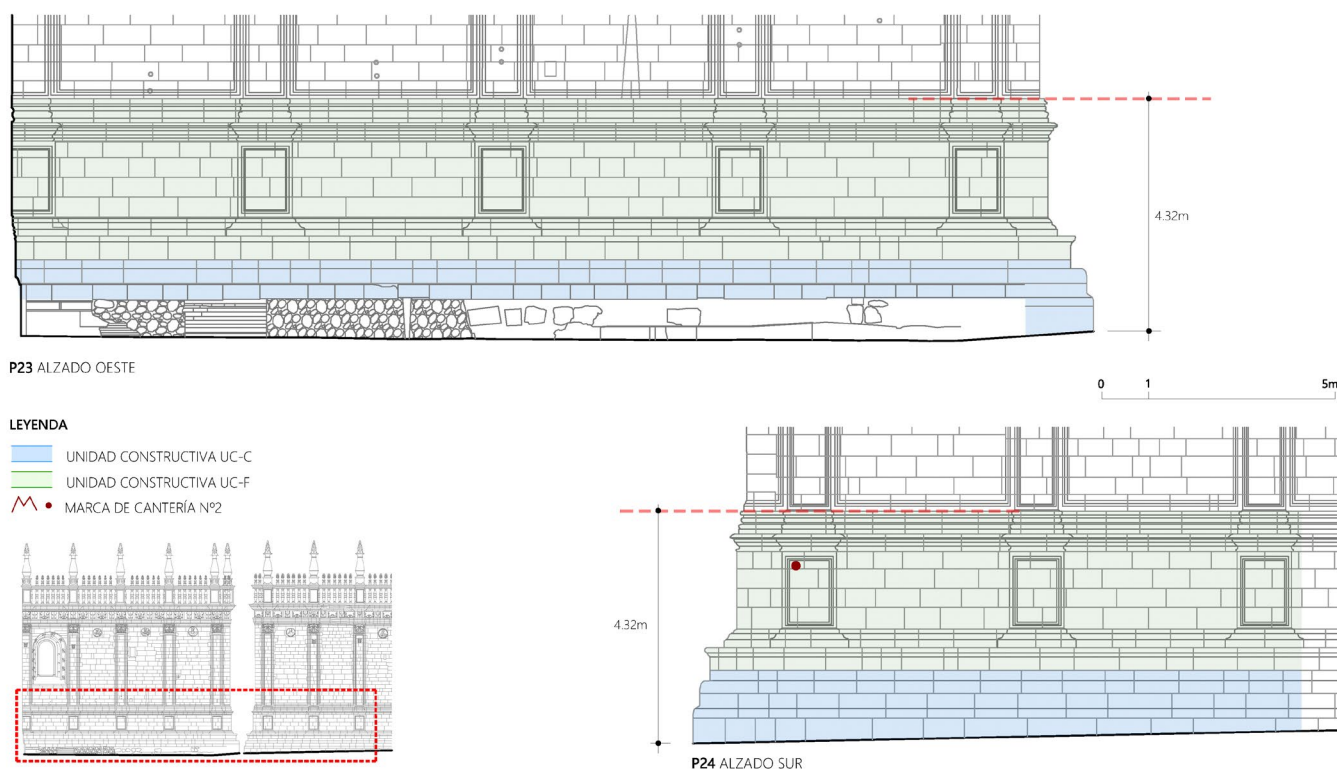 4.32m
P23 ALZADO OESTE
0 1 5m
LEYENDA
UNIDAD CONSTRUCTIVA UC-C
UNIDAD CONSTRUCTIVA UC-F
MARCA DE CANTERÍA Nº2
4.32m
P24 ALZADO SUR